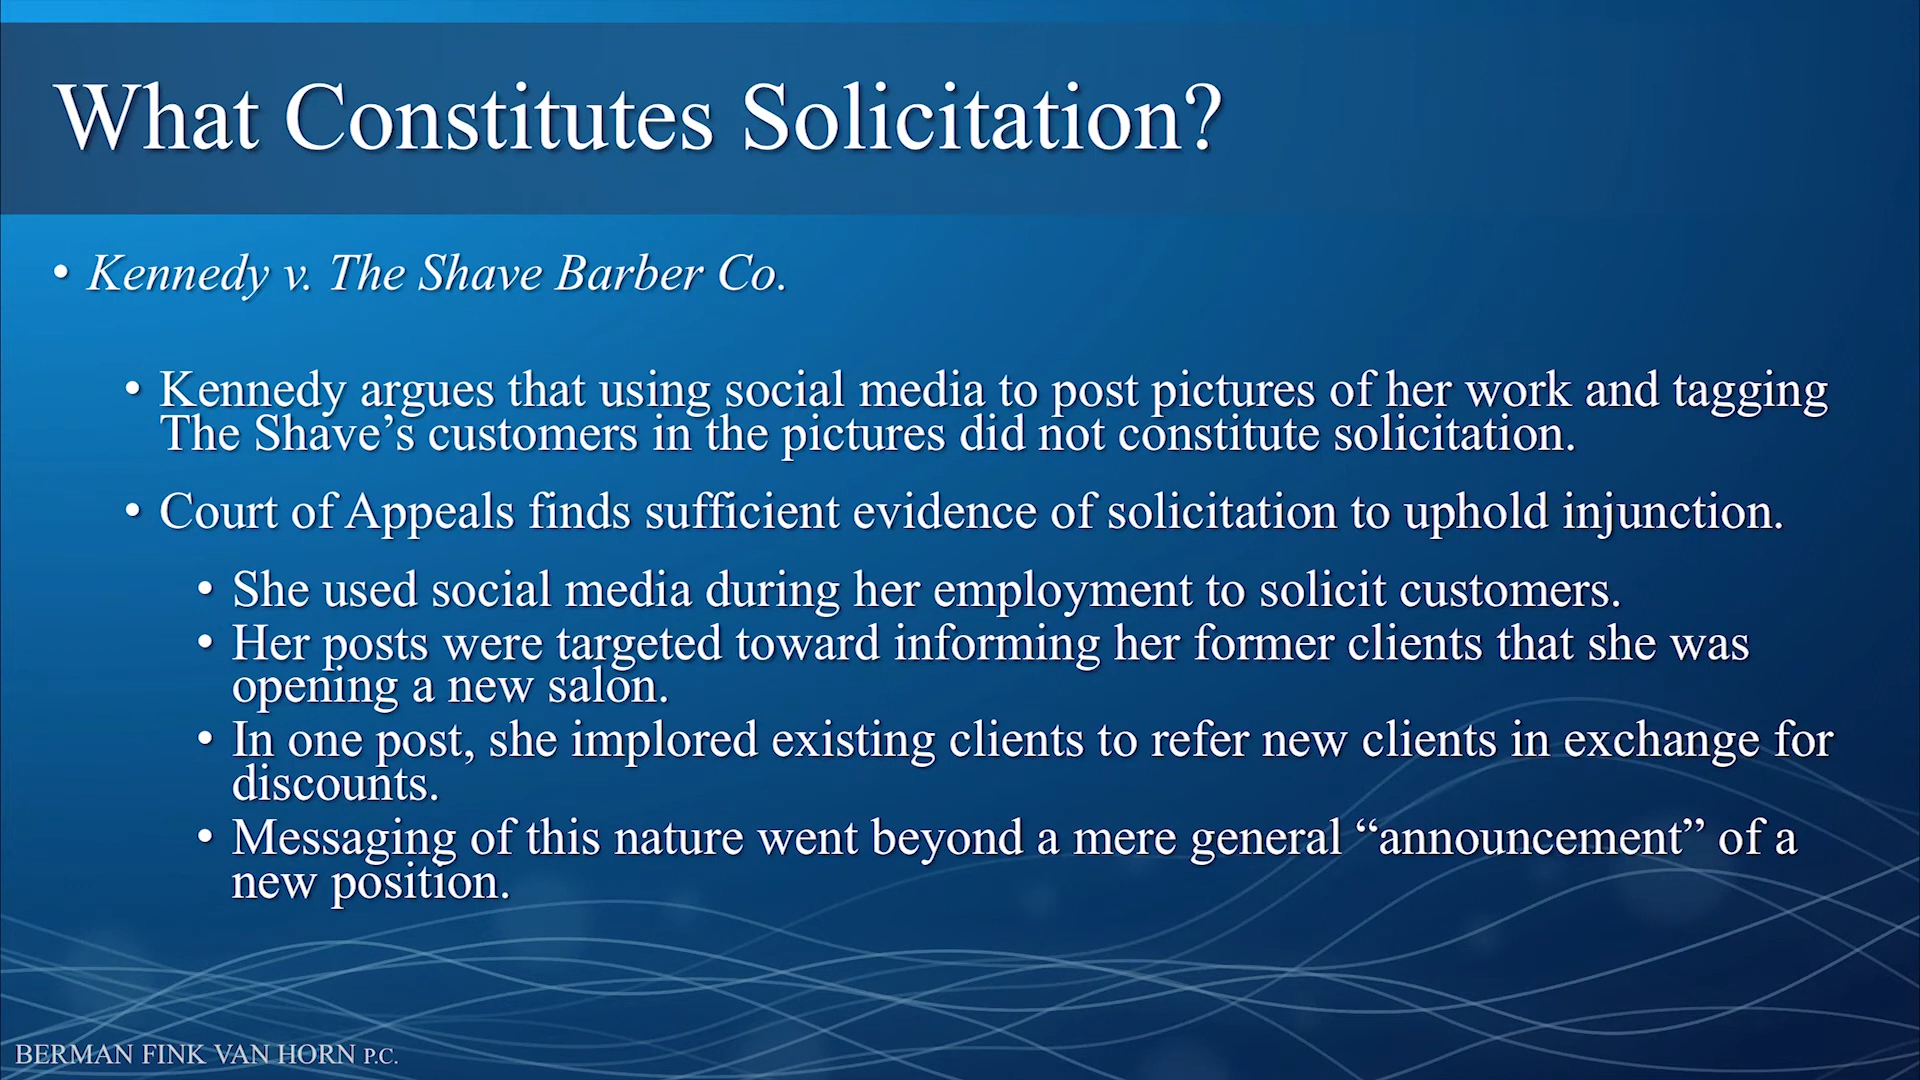 What Constitutes Solicitation?
• Kennedy v. The Shave Barber Co.
• Kennedy argues that using social media to post pictures of her work and tagging
The Shave’s customers in the pictures did not constitute solicitation.
• Court of Appeals finds sufficient evidence of solicitation to uphold injunction.
• She used social media during her employment to solicit customers.
• Her posts were targeted toward informing her former clients that she was
opening a new salon.
• In one post, she implored existing clients to refer new clients in exchange for
discounts.
• Messaging of this nature went beyond a mere general “announcement” of a
new position.
BERMAN FINK VAN HORN P.C.